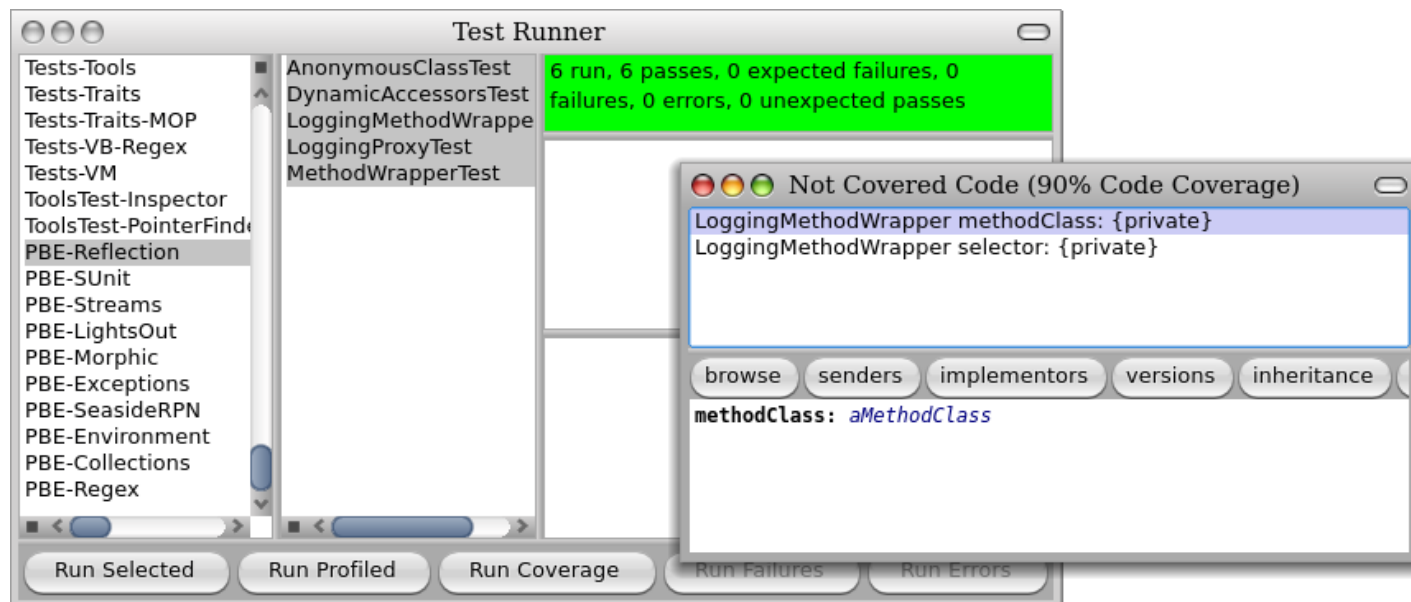 Test Runner
Tests-Tools
Tests-Traits
Tests-Traits-MOP
Tests-VB-Regex
Tests-VM
ToolsTest-Inspector
ToolsTest-PointerFinde
PBE-Reflection
PBE-SUnit
PBE-Streams
PBE-LightsOut
PBE-Morphic
PBE-Exceptions
PBE-SeasideRPN
PBE-Environment
PBE-Collections
PBE-Regex
AnonymousClassTest
DynamicAccessorsTest
LoggingMethodWrappe
LoggingProxyTest
MethodWrapperTest
6 run, 6 passes, 0 expected failures, 0
failures, 0 errors, 0 unexpected passes
Not Covered Code (90% Code Coverage)
LoggingMethodWrapper methodClass: {private}
LoggingMethodWrapper selector: {private}
browse senders implementors versions inheritance
methodClass: aMethodClass
Run Selected Run Profiled Run Coverage Run Failures Run Errors